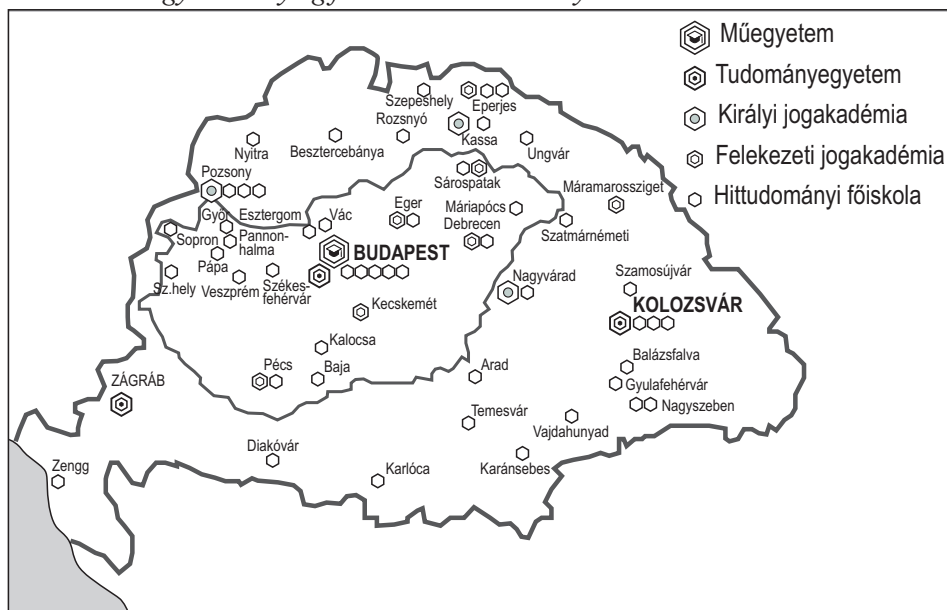 Műegyetem
Tudományegyetem
Királyi jogakadémia
Felekezeti jogakadémia
Hittudományi főiskola
Szepeshely
Eperjes
Rozsnyó
Kassa
Besztercebánya
Nyitra
Ungvár
Pozsony
Sárospatak
Máramarossziget
Győr
Esztergom
Vác
Eger
Máriapócs
Debrecen
Szatmárnémeti
Sopron
Pannon-
halma
BUDAPEST
Pápa
Sz.hely
Veszprém
Székes-
fehérvár
Nagyvárad
Szamosújvár
KOLOZSVÁR
Kecskemét
Kalocsa
Pécs
Baja
Arad
Balázsfalva
Gyulafehérvár
Nagyszeben
ZÁGRÁB
Temesvár
Vajdahunyad
Diakóvár
Karánsebes
Zengg
Karlóca